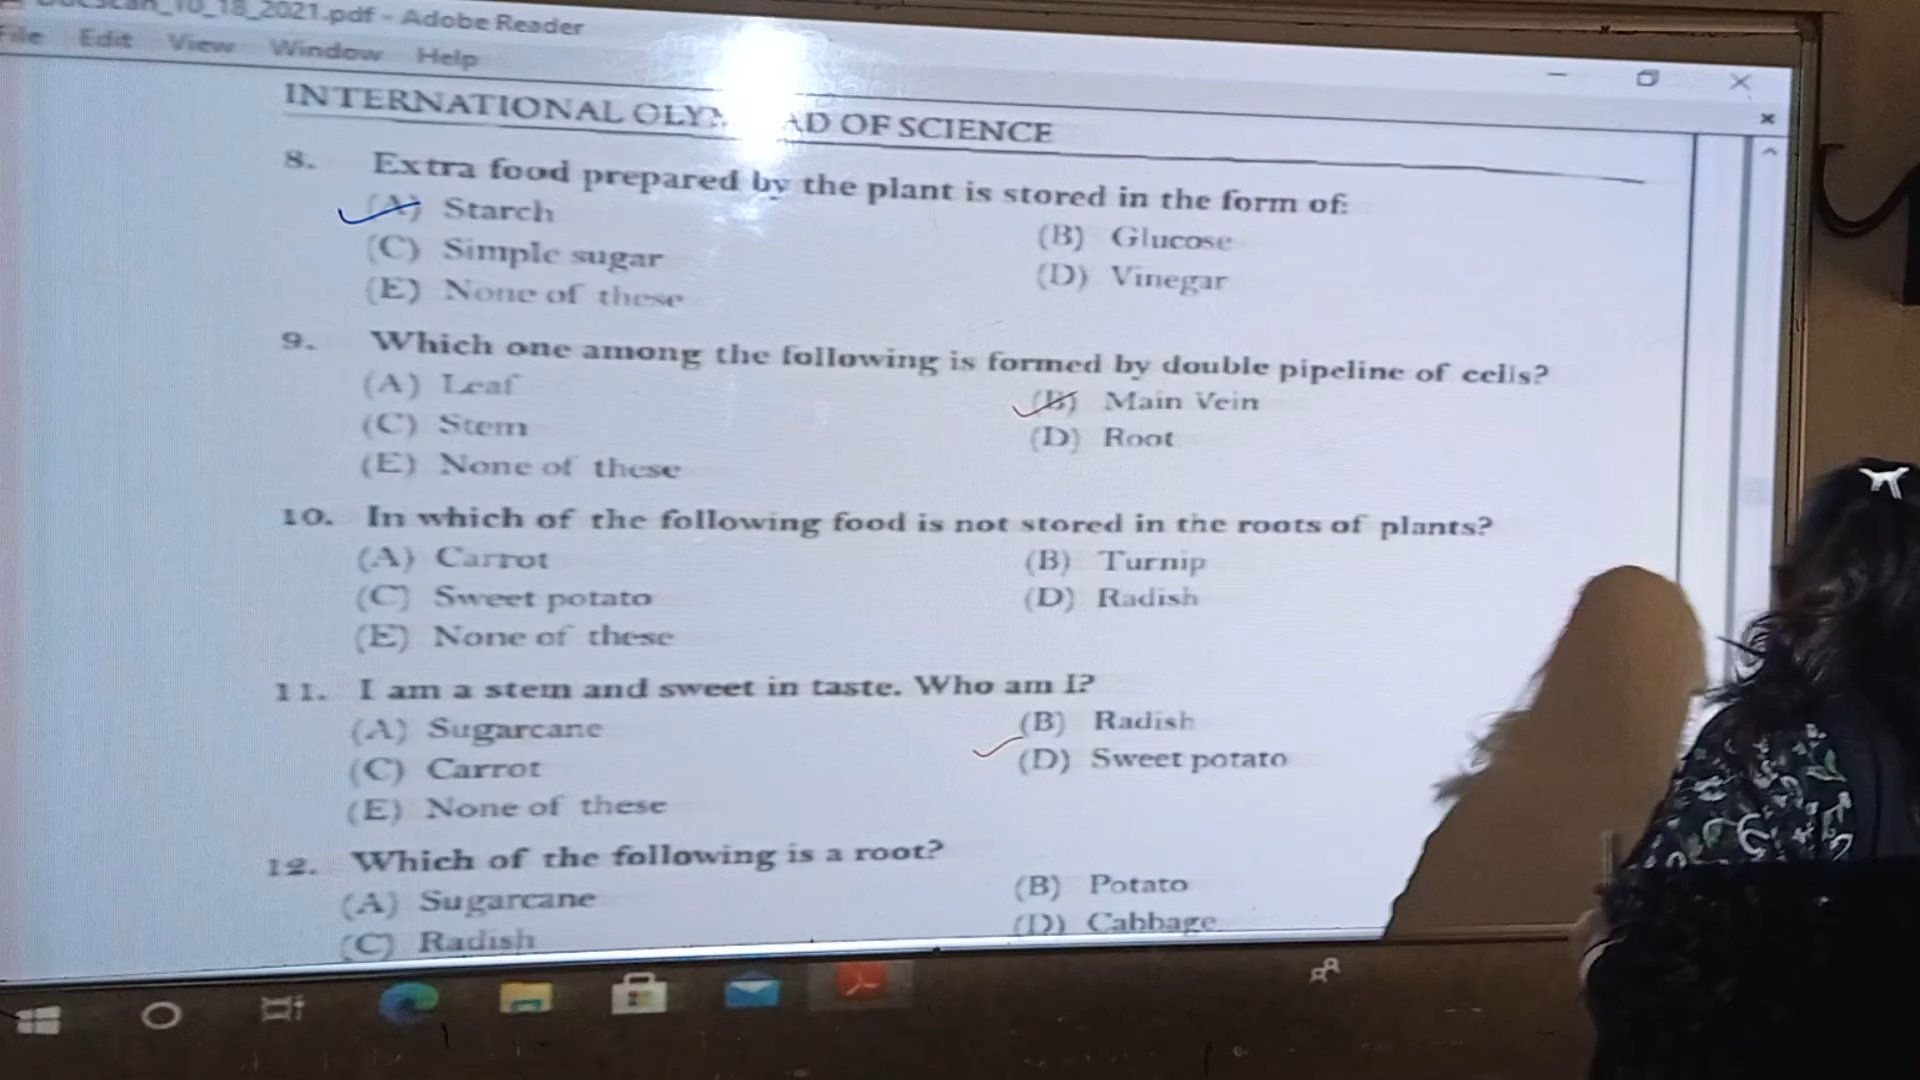 10_18_2021.pdf - Adobe Reader
File Edit View Window Help
INTERNATIONAL OLYM AD OF SCIENCE
8. Extra food prepared by the plant is stored in the form of:
(A) Starch
(B) Glucose
(C) Simple sugar
(D) Vinegar
(E) None of these
9. Which one among the following is formed by double pipeline of cells?
(A) Leaf
(B) Main Vein
(C) Stem
(D) Root
(E) None of these
10. In which of the following food is not stored in the roots of plants?
(A) Carrot
(B) Turnip
(C) Sweet potato
(D) Radish
(E) None of these
11. I am a stem and sweet in taste. Who am I?
(A) Sugarcane
(B) Radish
(C) Carrot
(D) Sweet potato
(E) None of these
12. Which of the following is a root?
(A) Sugarcane
(B) Potato
(C) Radish
(D) Cabbage